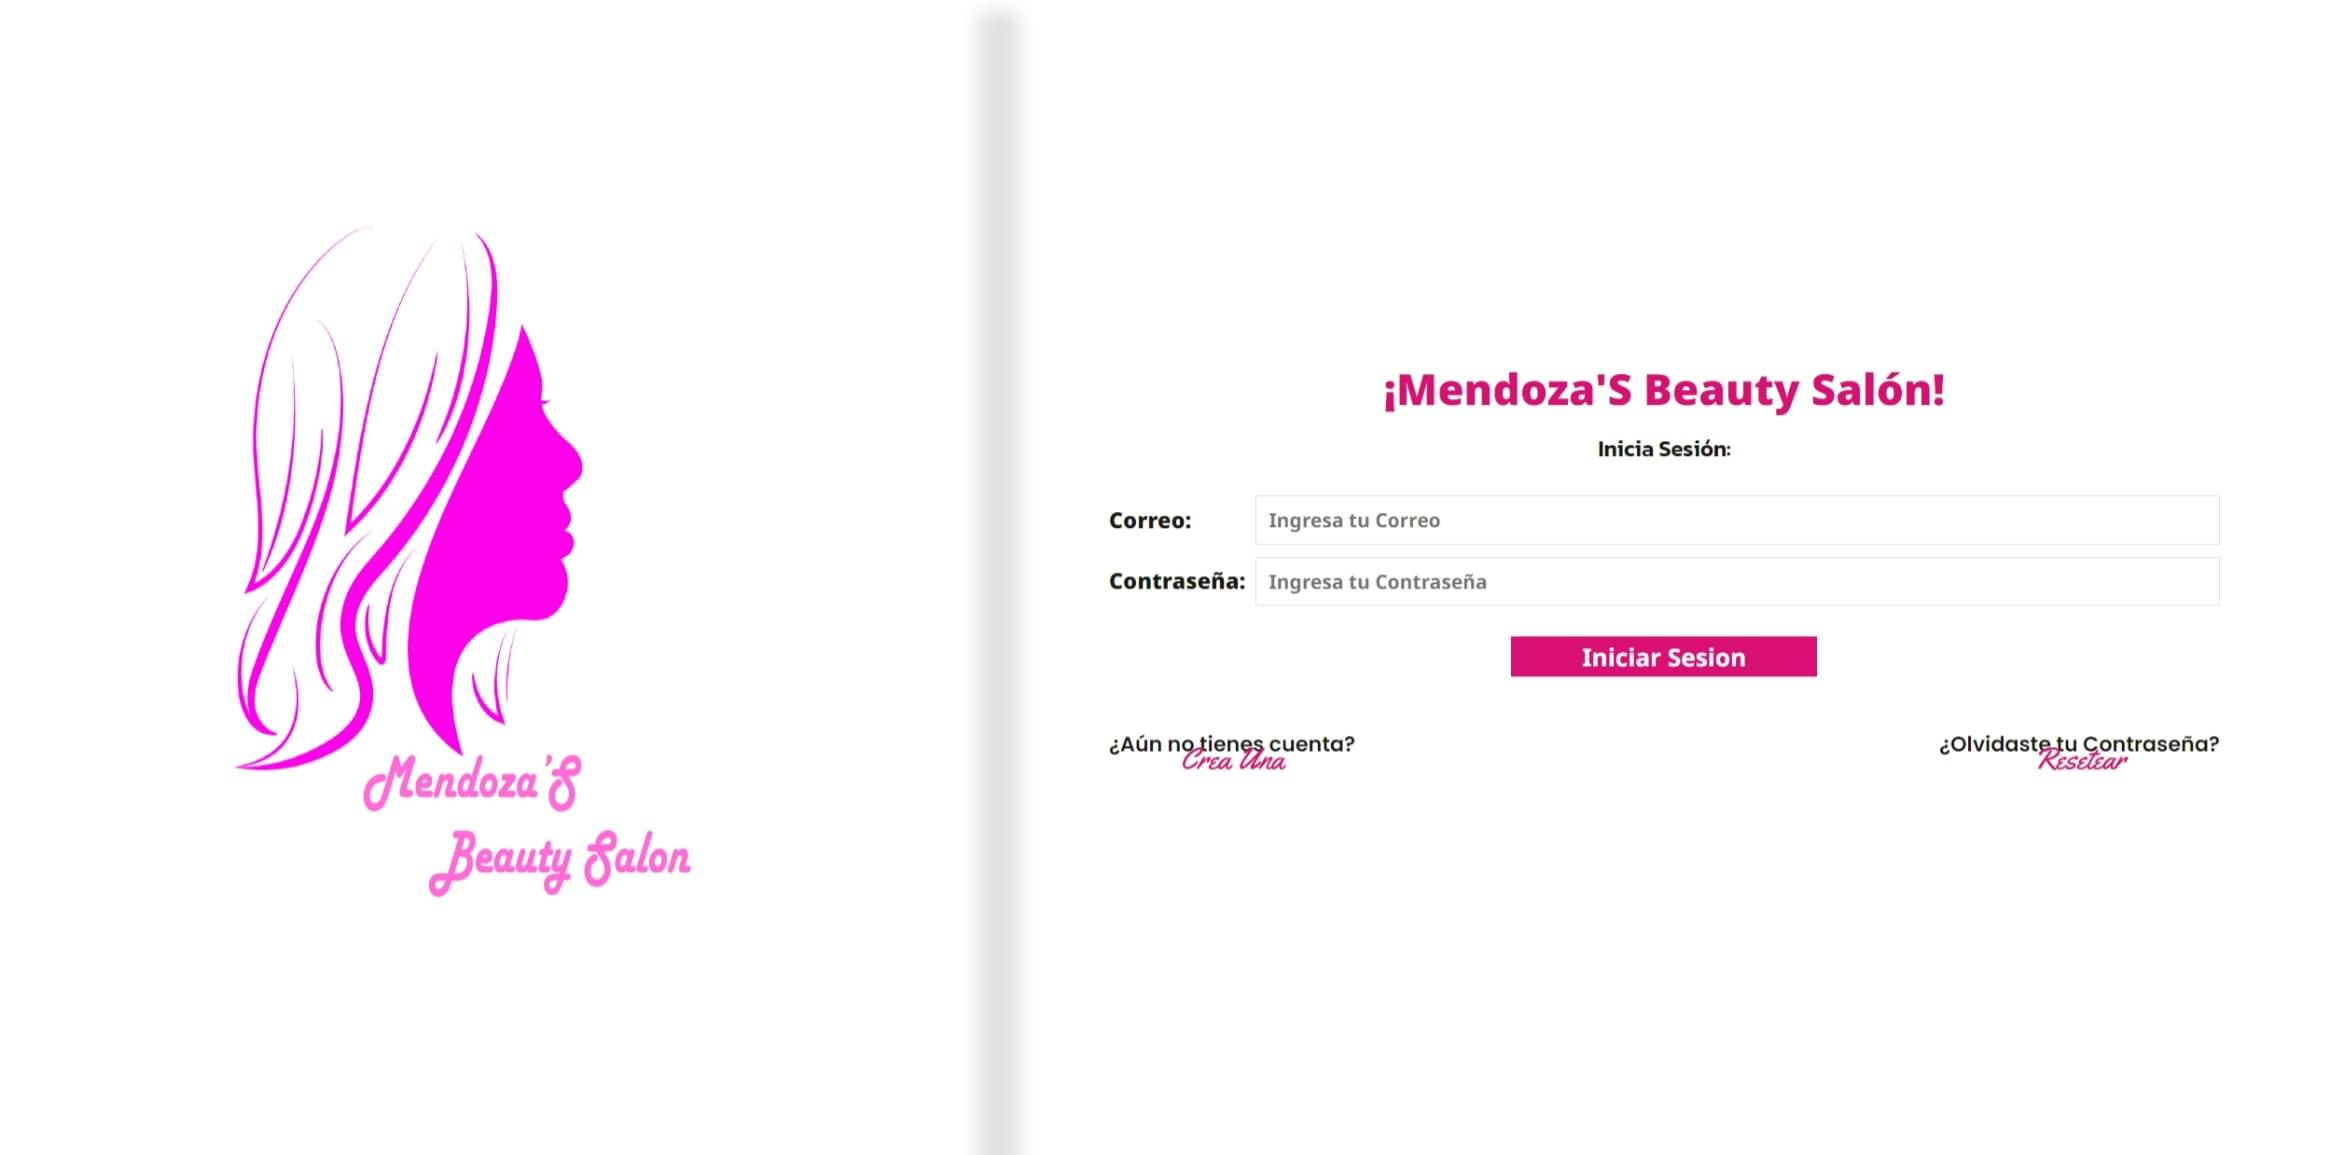 Mendoza'S
Beauty Salon
¡Mendoza'S Beauty Salón!
Inicia Sesión:
Correo:
Ingresa tu Correo
Contraseña:
Ingresa tu Contraseña
Iniciar Sesion
¿Aún no tienes cuenta?
Crea Una
¿Olvidaste tu Contraseña?
Resetear